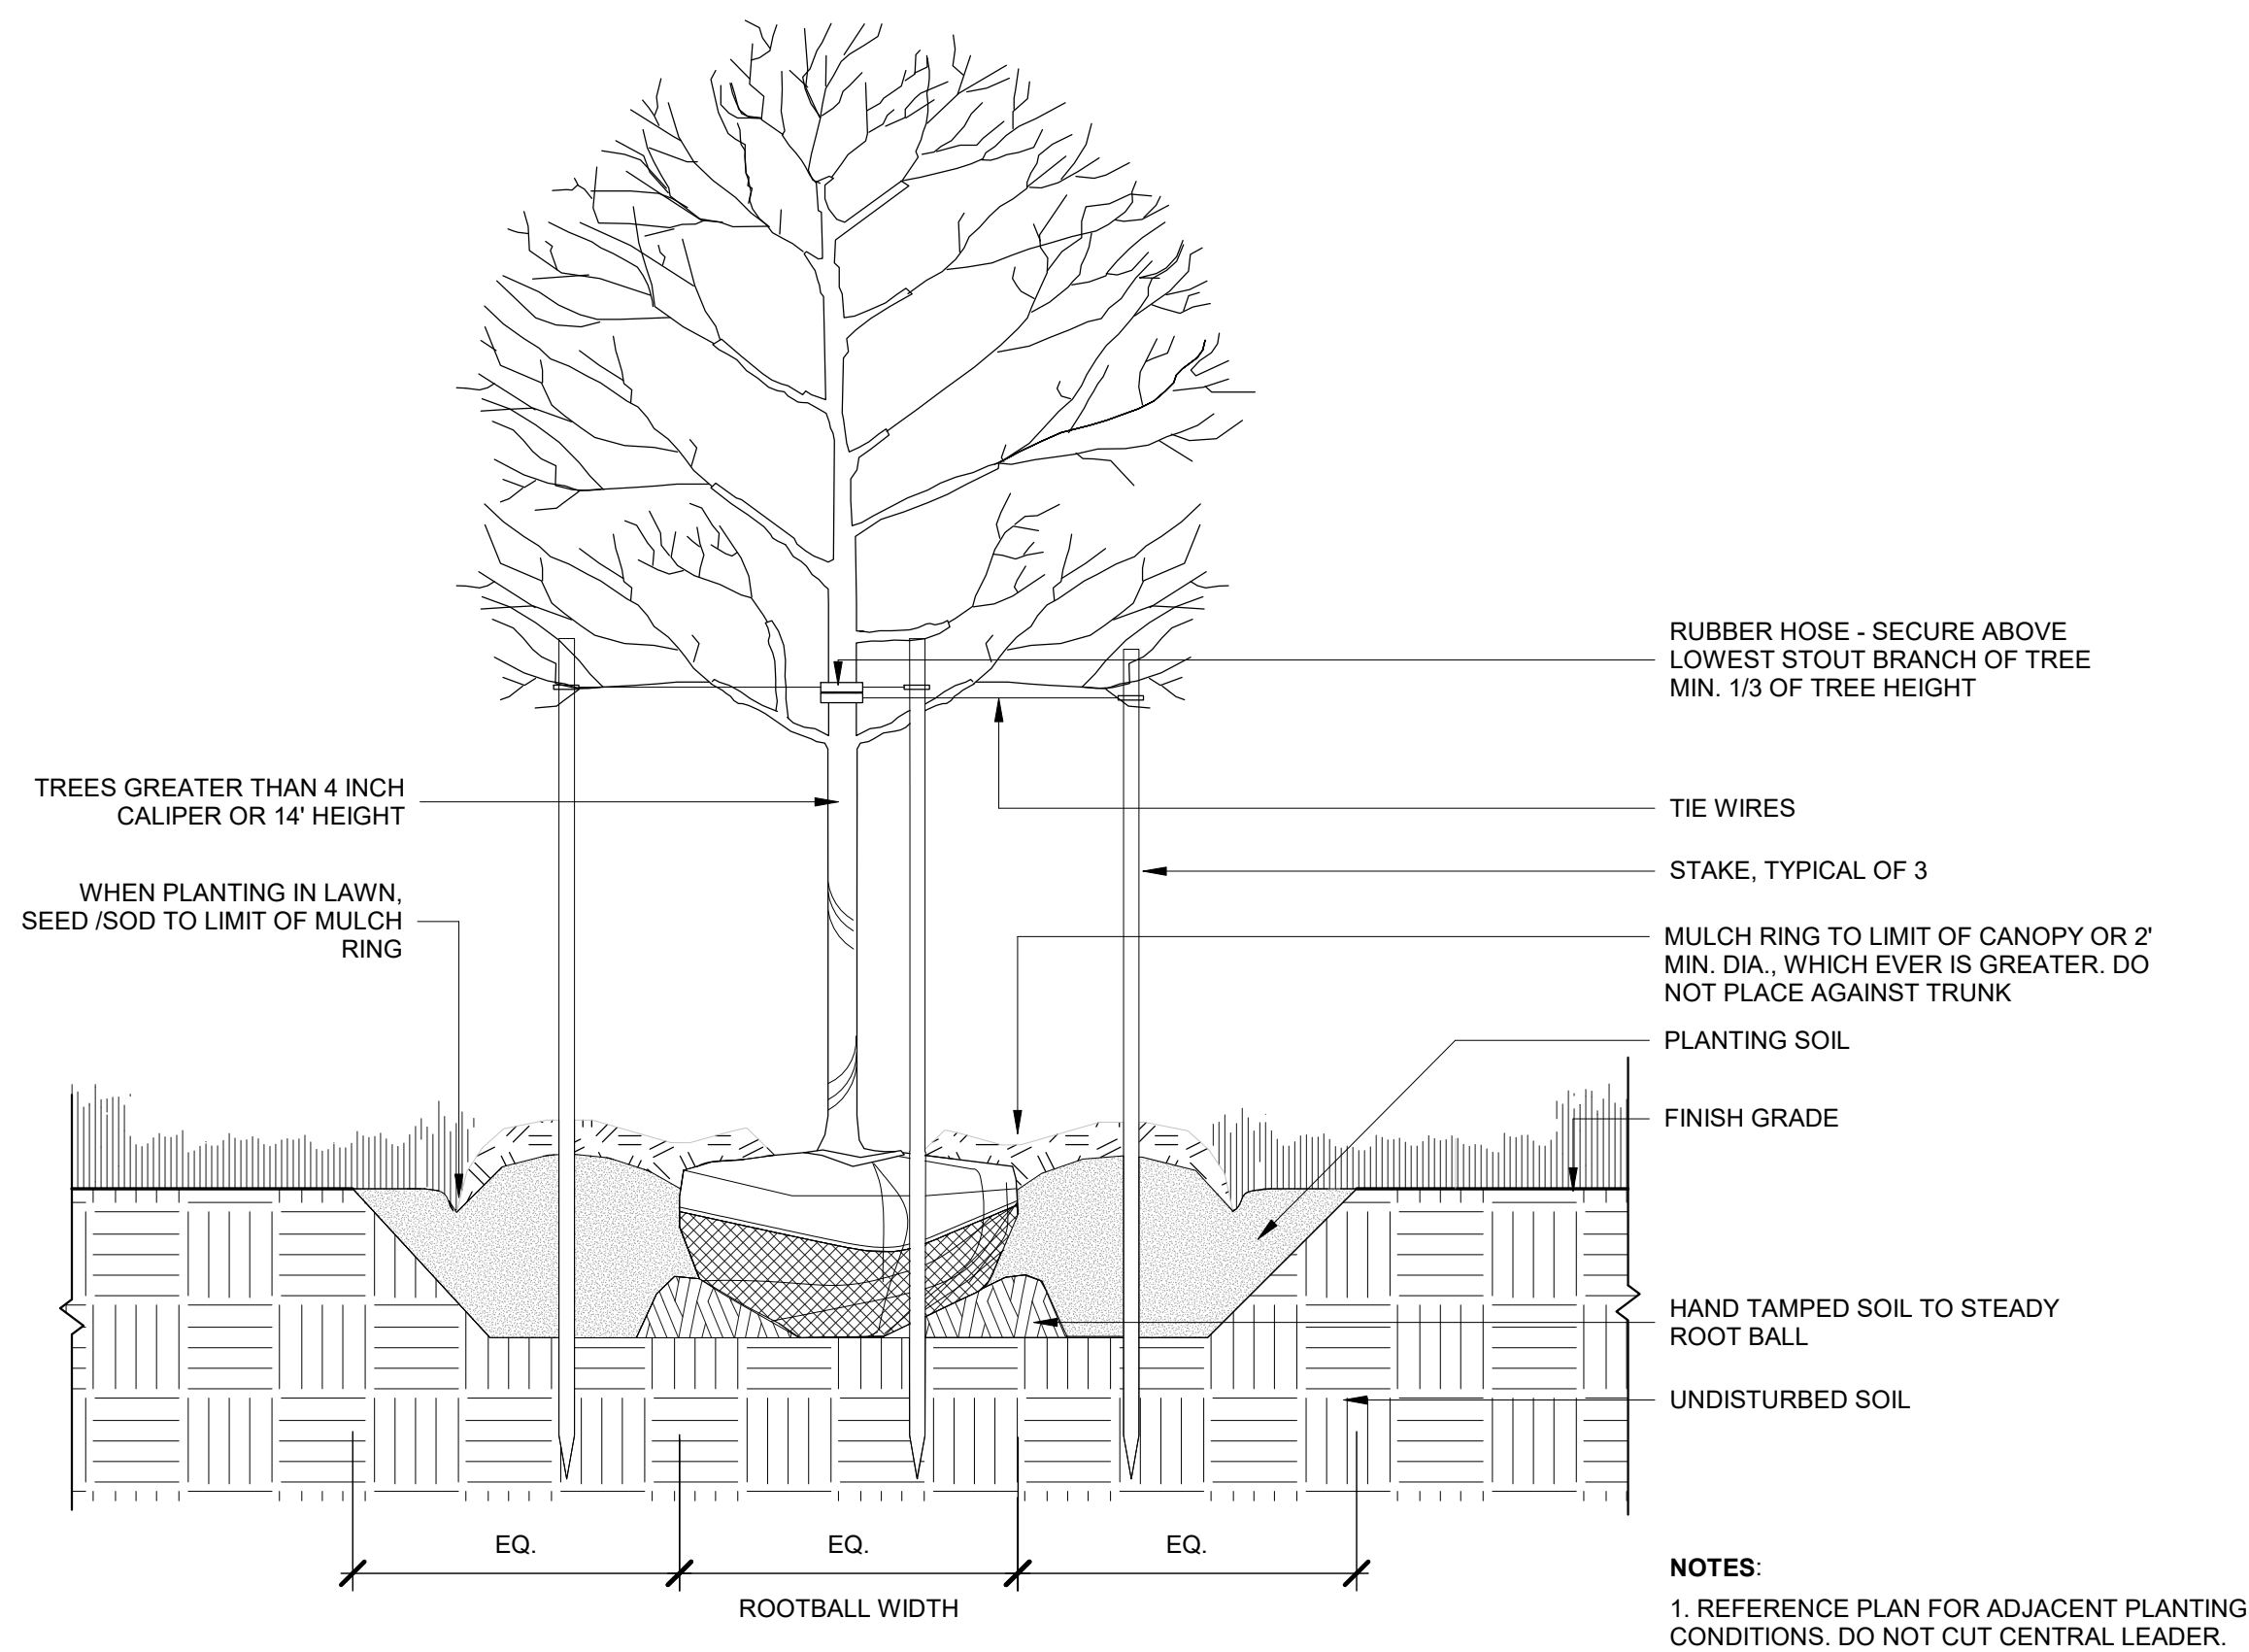 RUBBER HOSE - SECURE ABOVE
LOWEST STOUT BRANCH OF TREE
MIN. 1/3 OF TREE HEIGHT
TREES GREATER THAN 4 INCH
CALIPER OR 14' HEIGHT
TIE WIRES
STAKE, TYPICAL OF 3
WHEN PLANTING IN LAWN,
SEED /SOD TO LIMIT OF MULCH
RING
MULCH RING TO LIMIT OF CANOPY OR 2'
MIN. DIA., WHICH EVER IS GREATER. DO
NOT PLACE AGAINST TRUNK
PLANTING SOIL
FINISH GRADE
HAND TAMPED SOIL TO STEADY
ROOT BALL
UNDISTURBED SOIL
EQ.
EQ.
EQ.
ROOTBALL WIDTH
NOTES:
1. REFERENCE PLAN FOR ADJACENT PLANTING
CONDITIONS. DO NOT CUT CENTRAL LEADER.